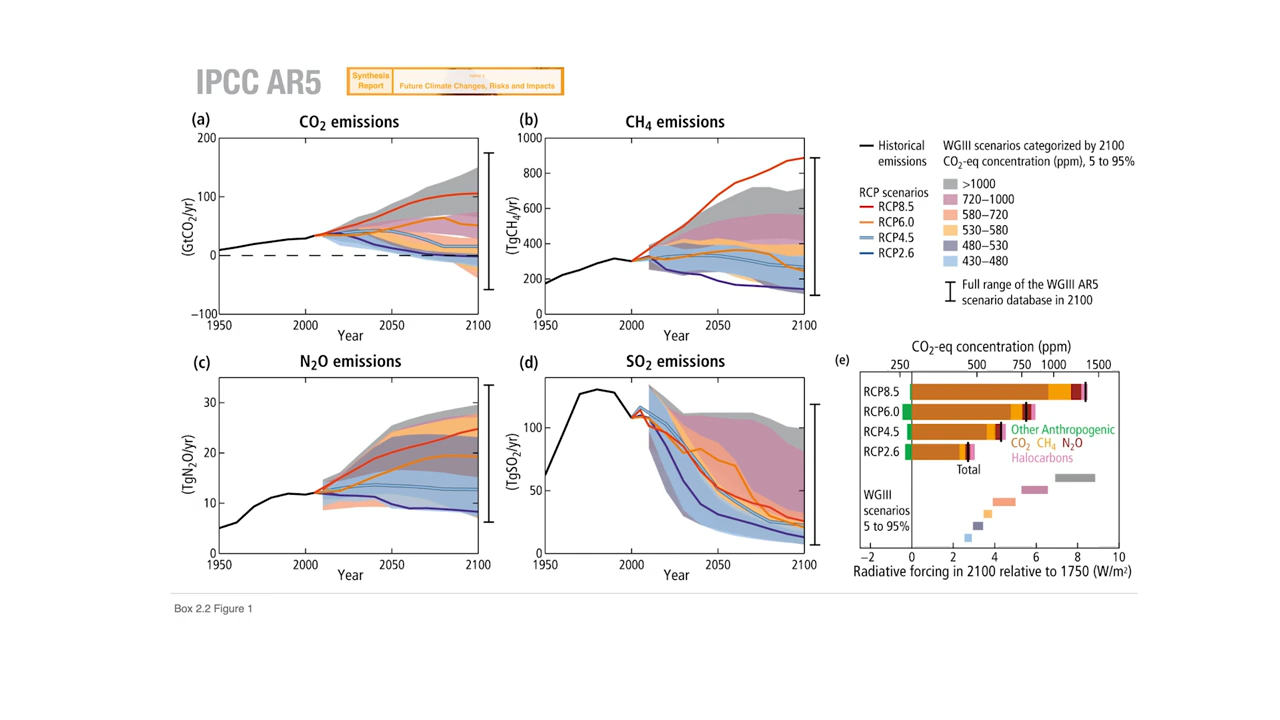 IPCC AR5
Synthesis Report
TOPIC 2
Future Climate Changes, Risks and Impacts
(a)
CO2 emissions
200
100
0
−100
(GtCO2/yr)
1950 2000 2050 2100
Year
(b)
CH4 emissions
1000
800
600
400
200
0
(TgCH4/yr)
1950 2000 2050 2100
Year
Historical
emissions
RCP scenarios
RCP8.5
RCP6.0
RCP4.5
RCP2.6
WGIII scenarios categorized by 2100
CO2-eq concentration (ppm), 5 to 95%
>1000
720−1000
580−720
530−580
480−530
430−480
Full range of the WGIII AR5
scenario database in 2100
(c)
N2O emissions
30
20
10
0
(TgN2O/yr)
1950 2000 2050 2100
Year
(d)
SO2 emissions
100
50
0
(TgSO2/yr)
1950 2000 2050 2100
Year
(e)
CO2-eq concentration (ppm)
250 500 750 1000 1500
RCP8.5
RCP6.0
RCP4.5
RCP2.6
Other Anthropogenic
CO2 CH4 N2O
Halocarbons
Total
WGIII
scenarios
5 to 95%
−2 0 2 4 6 8 10
Radiative forcing in 2100 relative to 1750 (W/m2)
Box 2.2 Figure 1